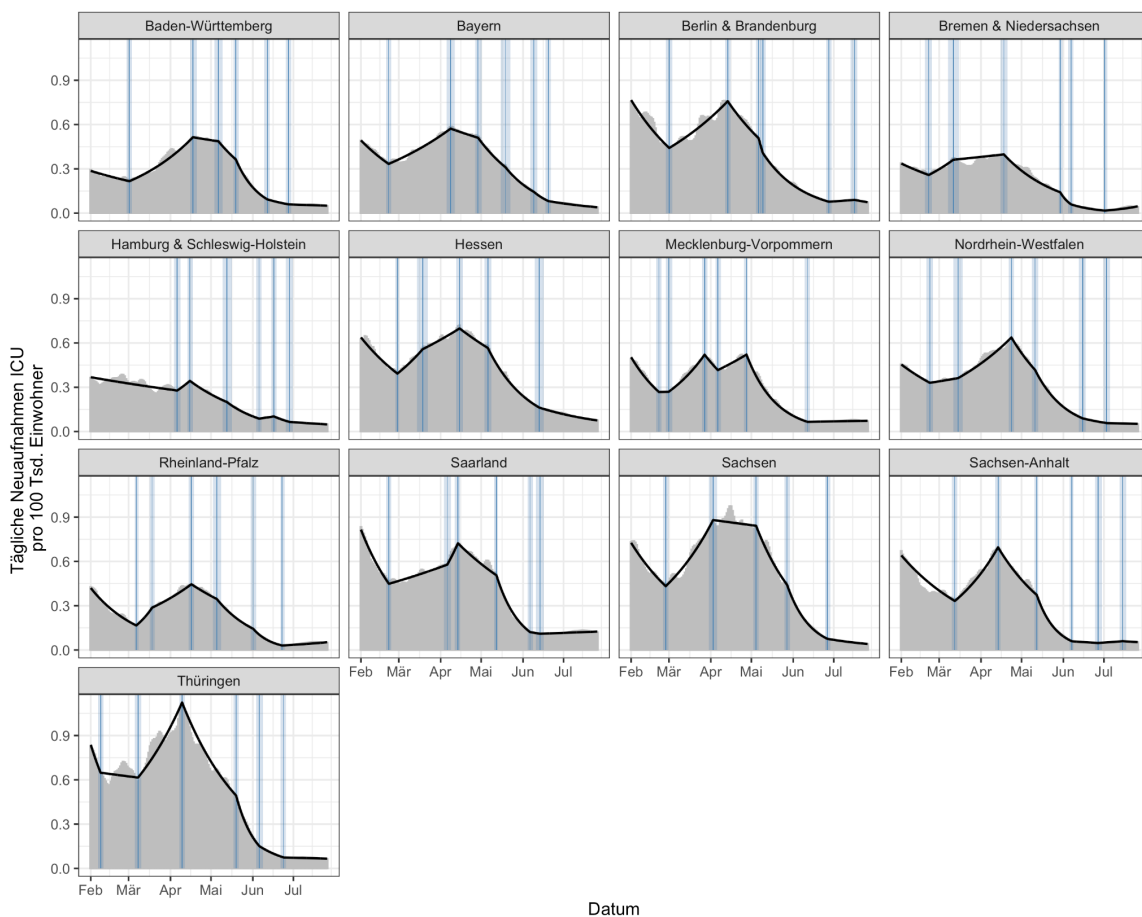 Baden-Württemberg
Bayern
Berlin & Brandenburg
Bremen & Niedersachsen
0.9
0.6
0.3
0.0
Hamburg & Schleswig-Holstein
Hessen
Mecklenburg-Vorpommern
Nordrhein-Westfalen
0.9
0.6
0.3
0.0
Rheinland-Pfalz
Saarland
Sachsen
Sachsen-Anhalt
0.9
0.6
0.3
0.0
Feb Mär Apr Mai Jun Jul
Feb Mär Apr Mai Jun Jul
Feb Mär Apr Mai Jun Jul
Thüringen
0.9
0.6
0.3
0.0
Feb Mär Apr Mai Jun Jul
Tägliche Neuaufnahmen ICU
pro 100 Tsd. Einwohner
Datum